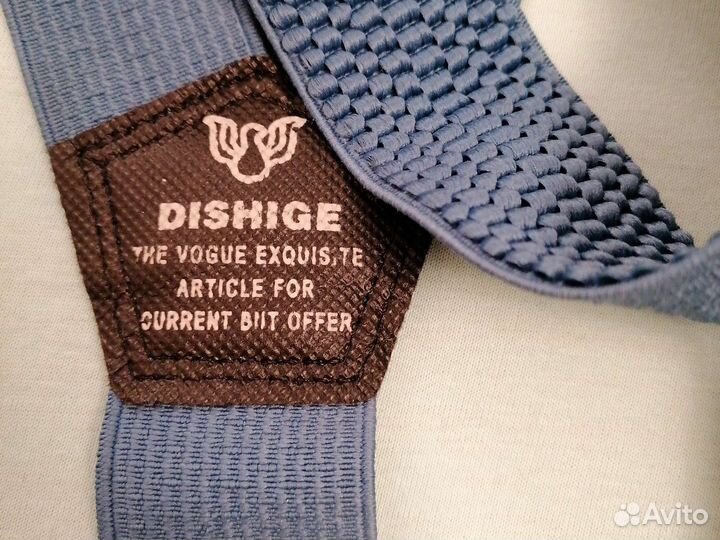 DISHIGE
THE VOGUE EXQUISITE
ARTICLE FOR
CURRENT BUT OFFER
Avito